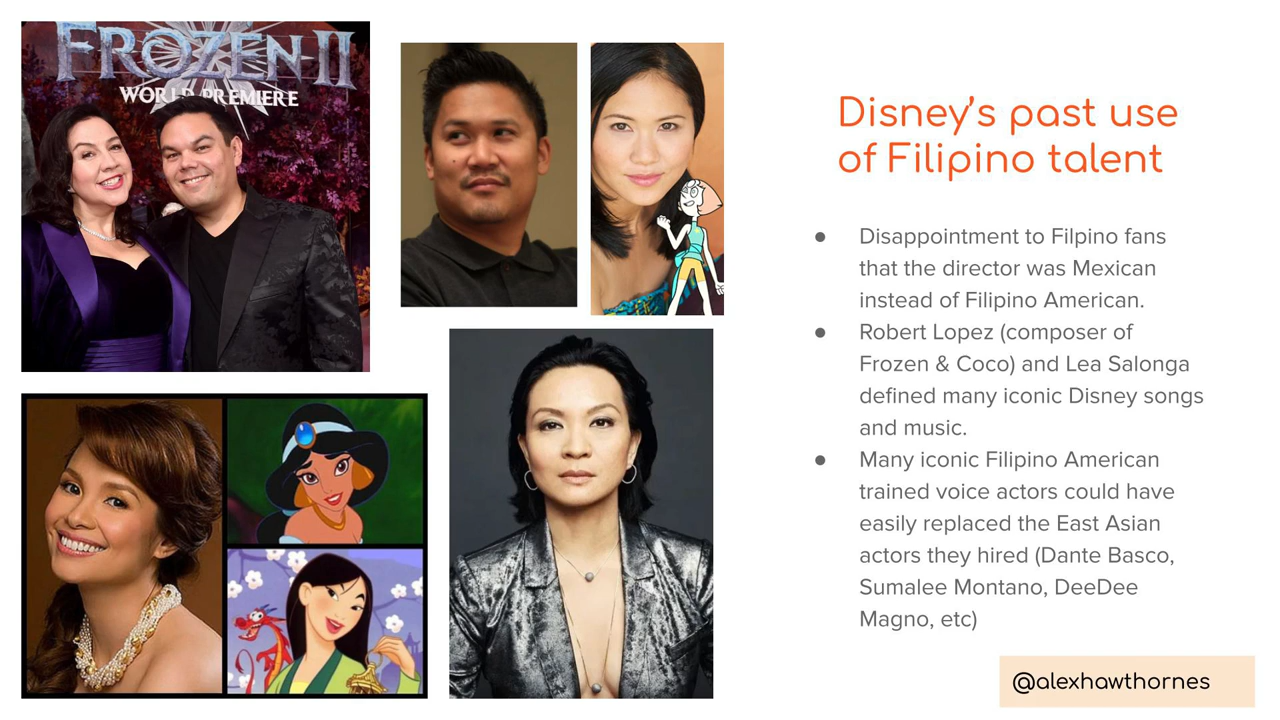 FROZEN II
WORLD PREMIERE
Disney's past use
of Filipino talent
● Disappointment to Filpino fans
that the director was Mexican
instead of Filipino American.
● Robert Lopez (composer of
Frozen & Coco) and Lea Salonga
defined many iconic Disney songs
and music.
● Many iconic Filipino American
trained voice actors could have
easily replaced the East Asian
actors they hired (Dante Basco,
Sumalee Montano, DeeDee
Magno, etc)
@alexhawthornes